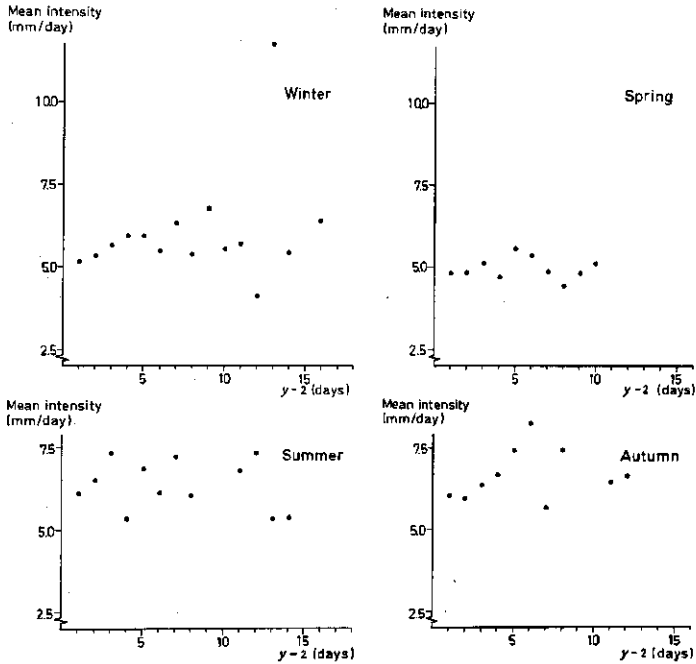 Mean intensity
(mm/day)
Winter
10.0
7.5
5.0
2.5
5
10
15
y-2 (days)
Mean intensity
(mm/day)
Spring
10.0
7.5
5.0
2.5
5
10
15
y-2 (days)
Mean intensity
(mm/day)
Summer
7.5
5.0
2.5
5
10
15
y-2 (days)
Mean intensity
(mm/day)
Autumn
7.5
5.0
2.5
5
10
15
y-2 (days)